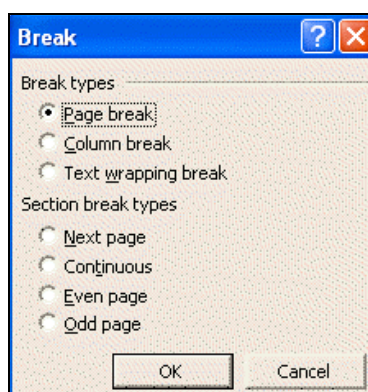 Break
?
Break types
Page break
Column break
Text wrapping break
Section break types
Next page
Continuous
Even page
Odd page
OK Cancel